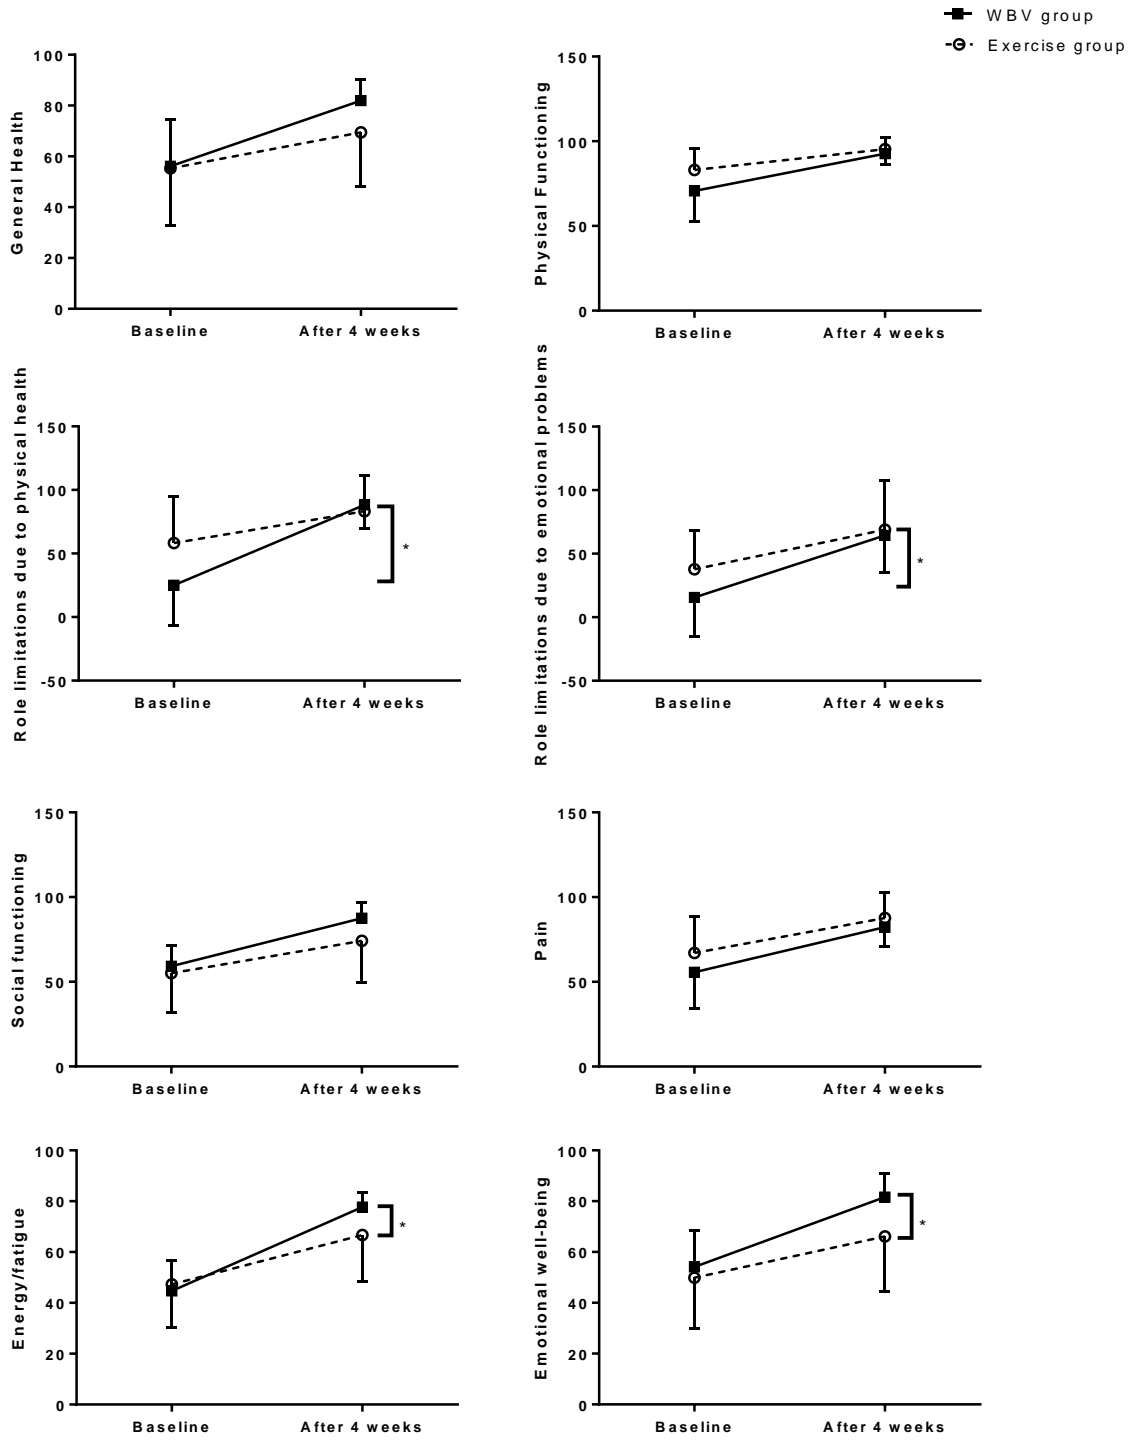 WBV group
Exercise group
General Health
100
80
60
40
20
0
Baseline
After 4 weeks
Physical Functioning
150
100
50
0
Baseline
After 4 weeks
Role limitations due to physical health
150
100
50
0
-50
*
Baseline
After 4 weeks
Role limitations due to emotional problems
150
100
50
0
-50
*
Baseline
After 4 weeks
Social functioning
150
100
50
0
Baseline
After 4 weeks
Pain
150
100
50
0
Baseline
After 4 weeks
Energy/fatigue
100
80
60
40
20
0
*
Baseline
After 4 weeks
Emotional well-being
100
80
60
40
20
0
*
Baseline
After 4 weeks